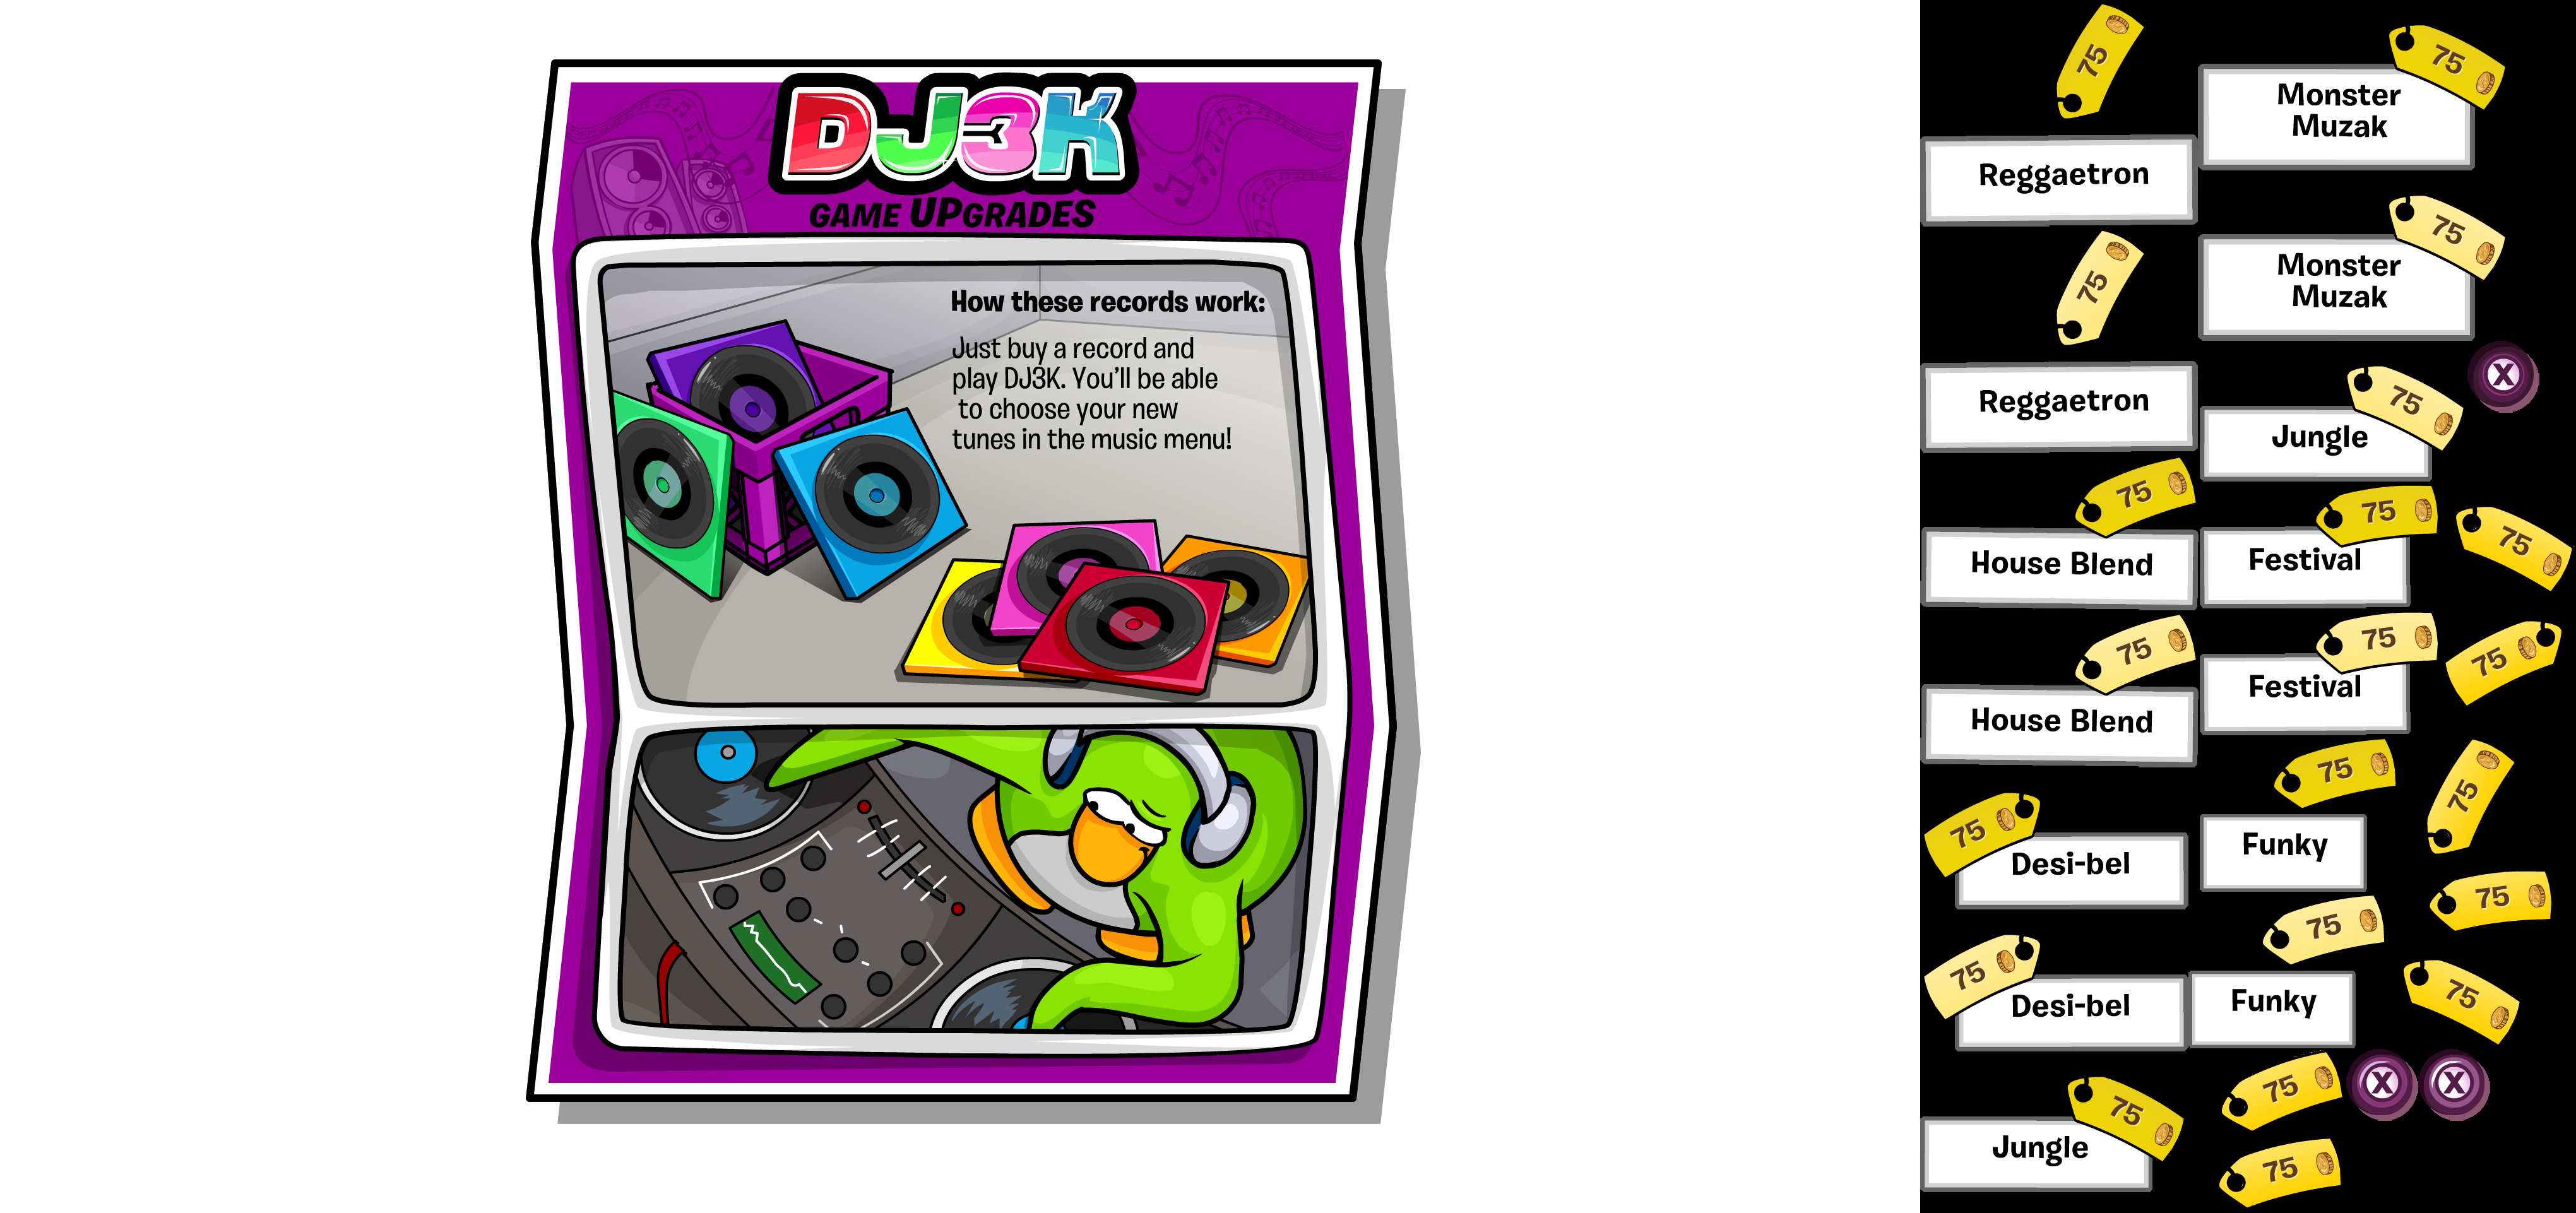 DJ3K
GAME UPGRADES
How these records work:
Just buy a record and
play DJ3K. You'll be able
to choose your new
tunes in the music menu!
75
Reggaetron
75
Monster
Muzak
75
Reggaetron
75
Monster
Muzak
X
75
Jungle
75
House Blend
75
Festival
75
75
House Blend
75
Festival
75
75
Desi-bel
75
Funky
75
75
75
Desi-bel
75
Funky
75
75
Jungle
75
X
X
75